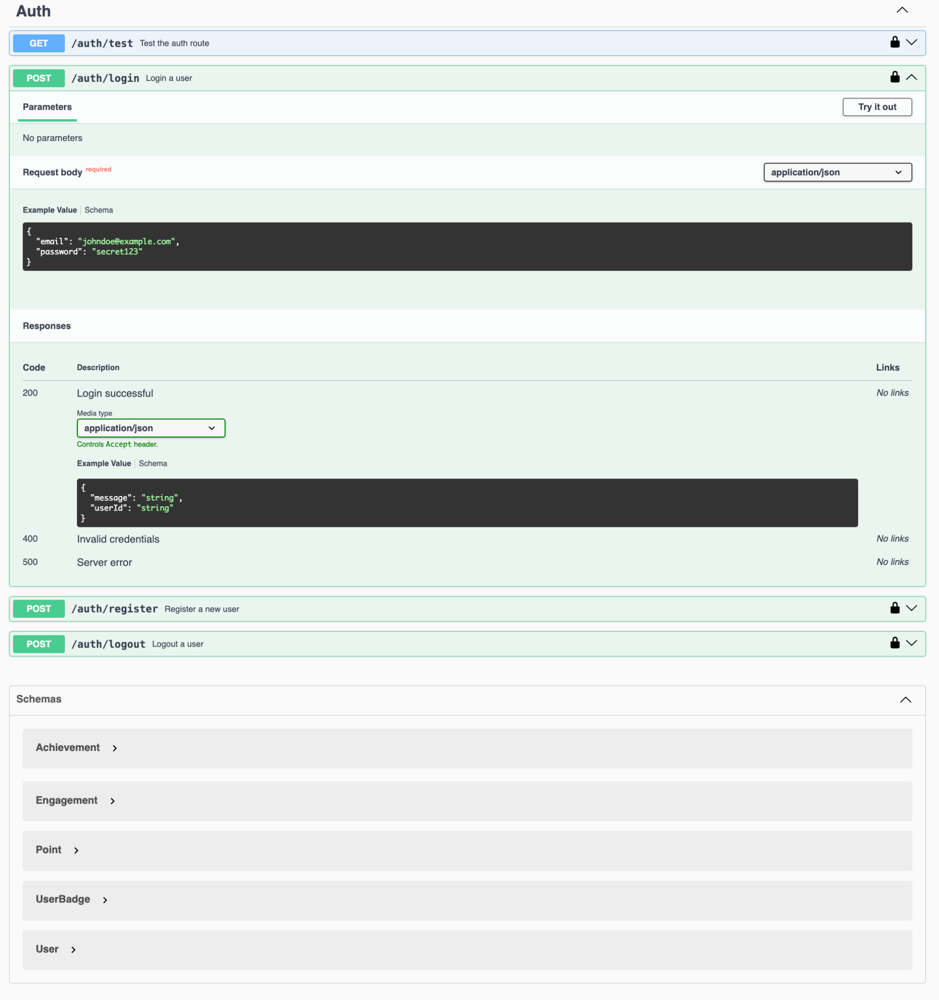 Auth
GET /auth/test Test the auth route
POST /auth/login Login a user
Parameters Try it out
No parameters
Request body required application/json
Example Value Schema
{
"email": "johndoe@example.com",
"password": "secret123"
}
Responses
Code Description Links
200 Login successful No links
Media type
application/json
Controls Accept header.
Example Value Schema
{
"message": "string",
"userId": "string"
}
400 Invalid credentials No links
500 Server error No links
POST /auth/register Register a new user
POST /auth/logout Logout a user
Schemas
Achievement
Engagement
Point
UserBadge
User